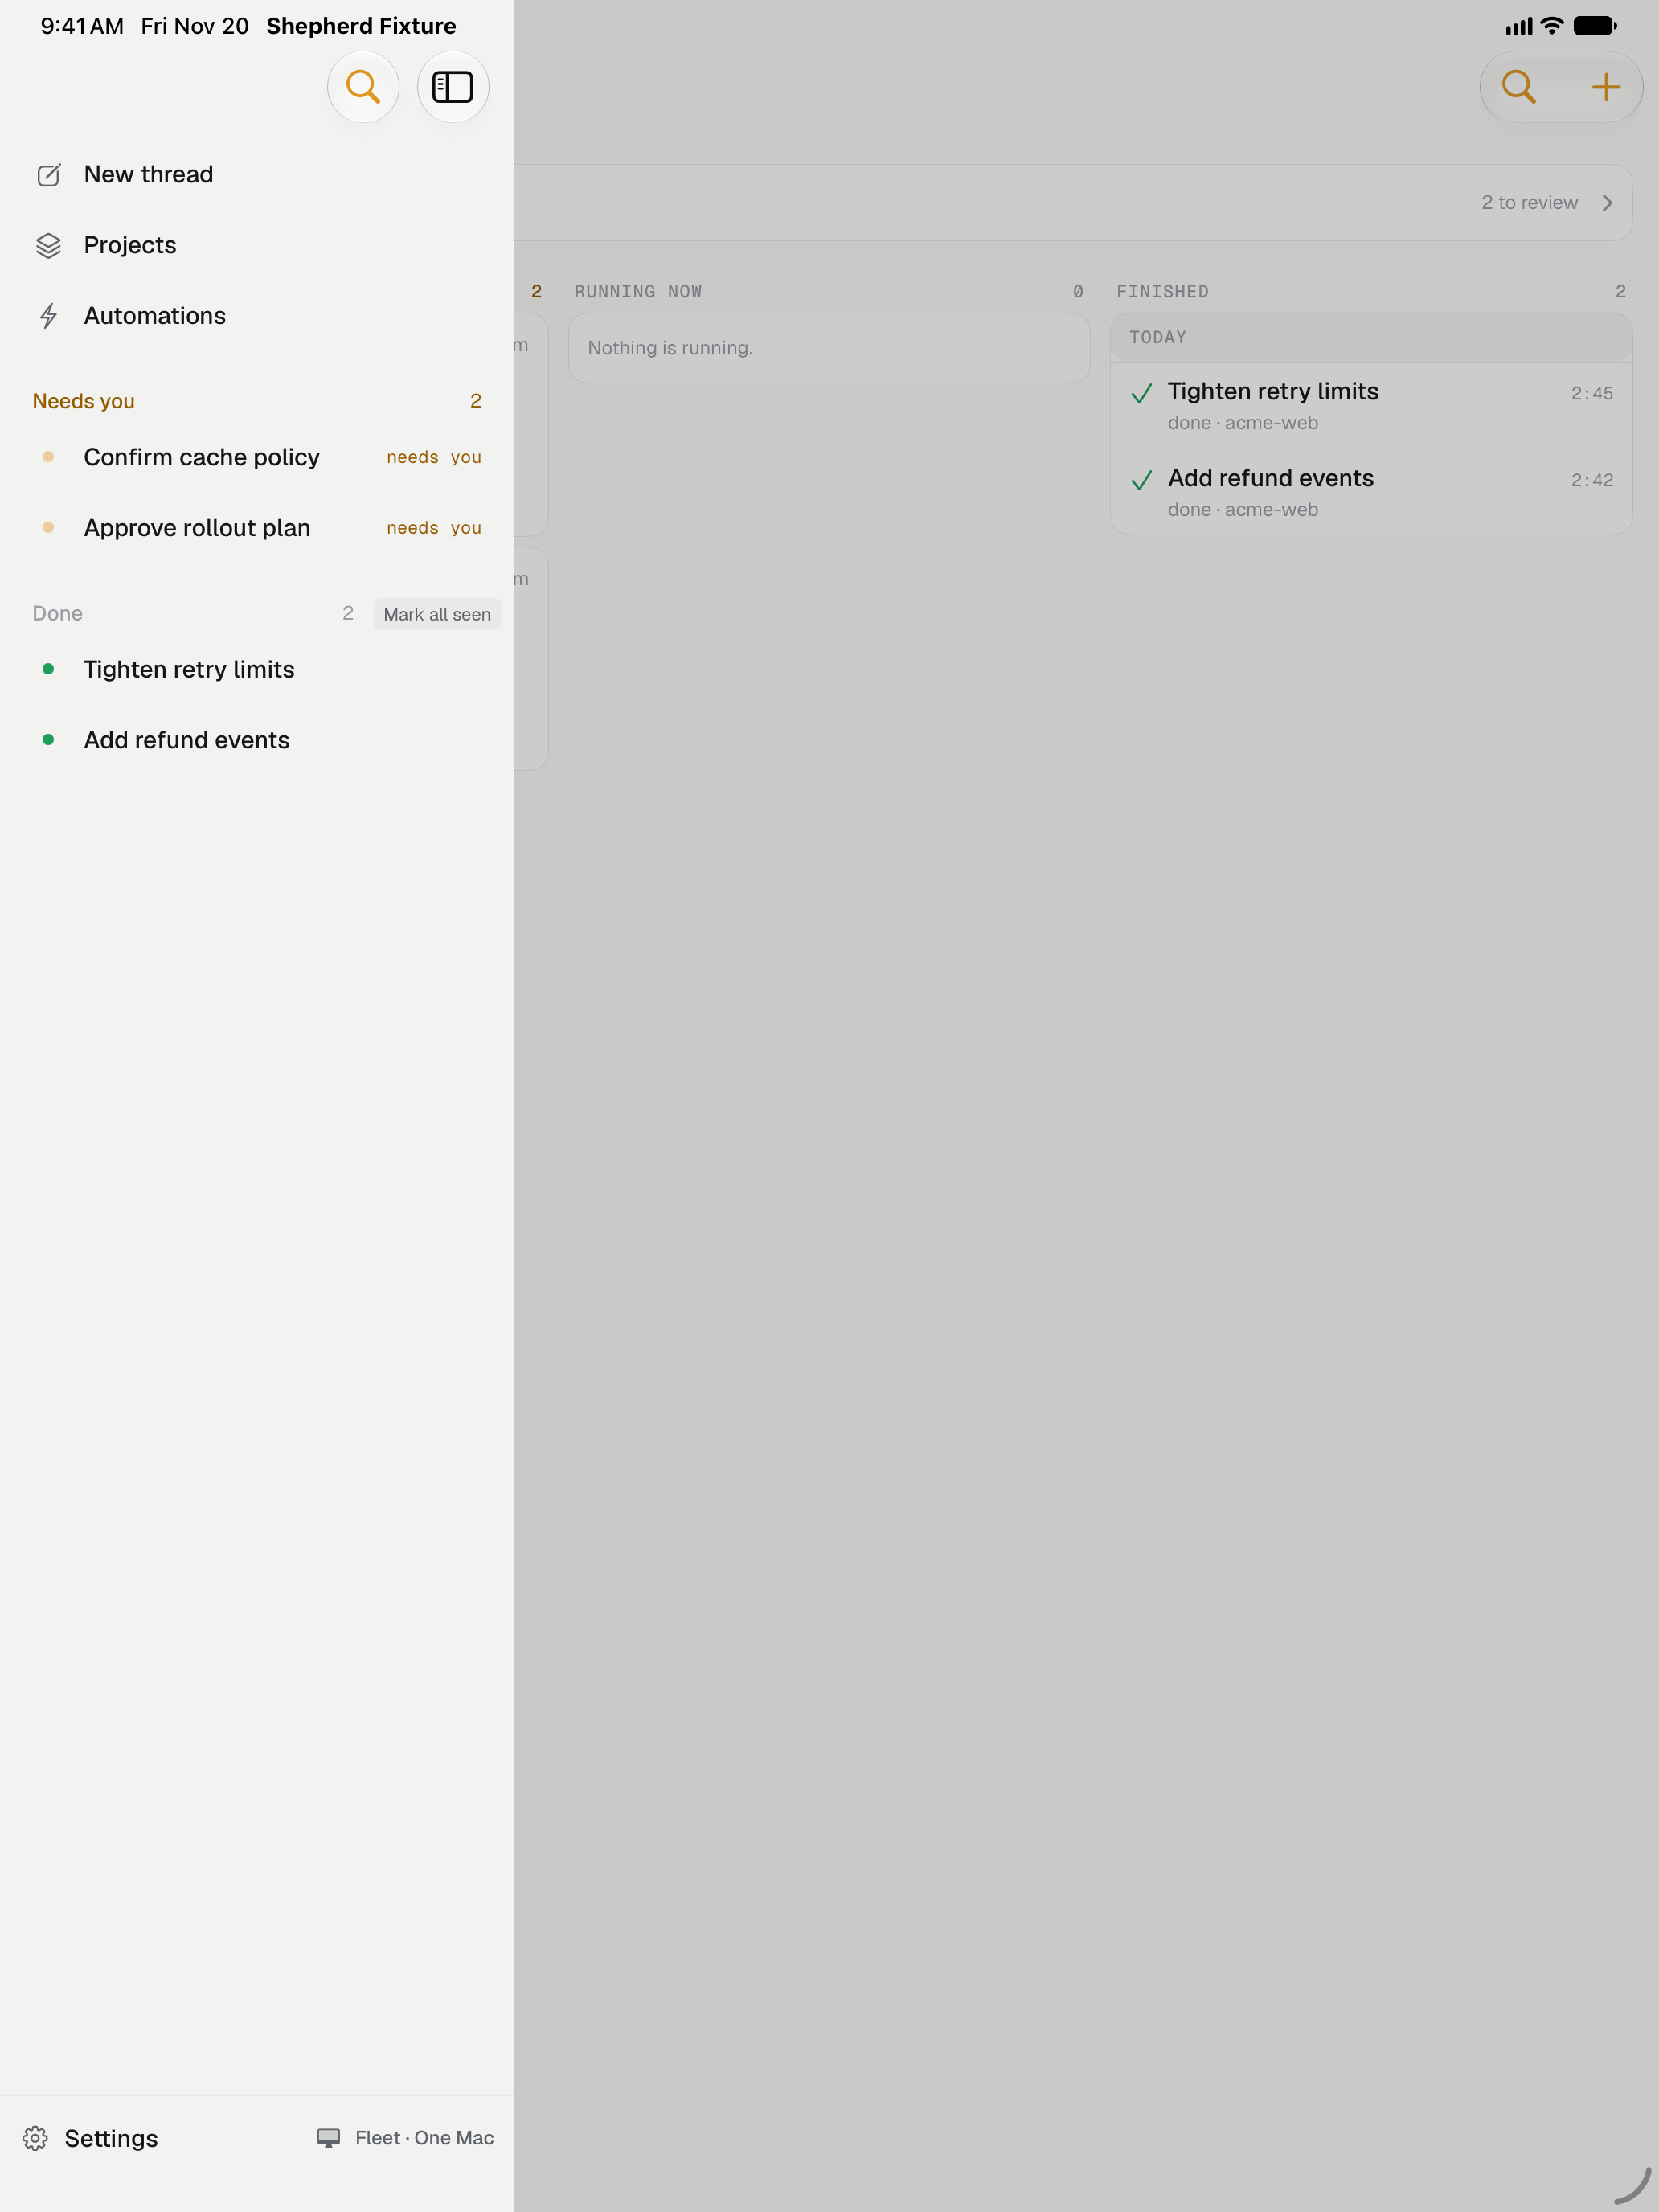 9:41 AM Fri Nov 20 Shepherd Fixture
New thread
Projects
Automations
Needs you 2
Confirm cache policy needs you
Approve rollout plan needs you
Done 2 Mark all seen
Tighten retry limits
Add refund events
Settings Fleet · One Mac
2 to review
2 RUNNING NOW 0 FINISHED 2
m
Nothing is running.
TODAY
Tighten retry limits 2:45
done · acme-web
Add refund events 2:42
done · acme-web
m